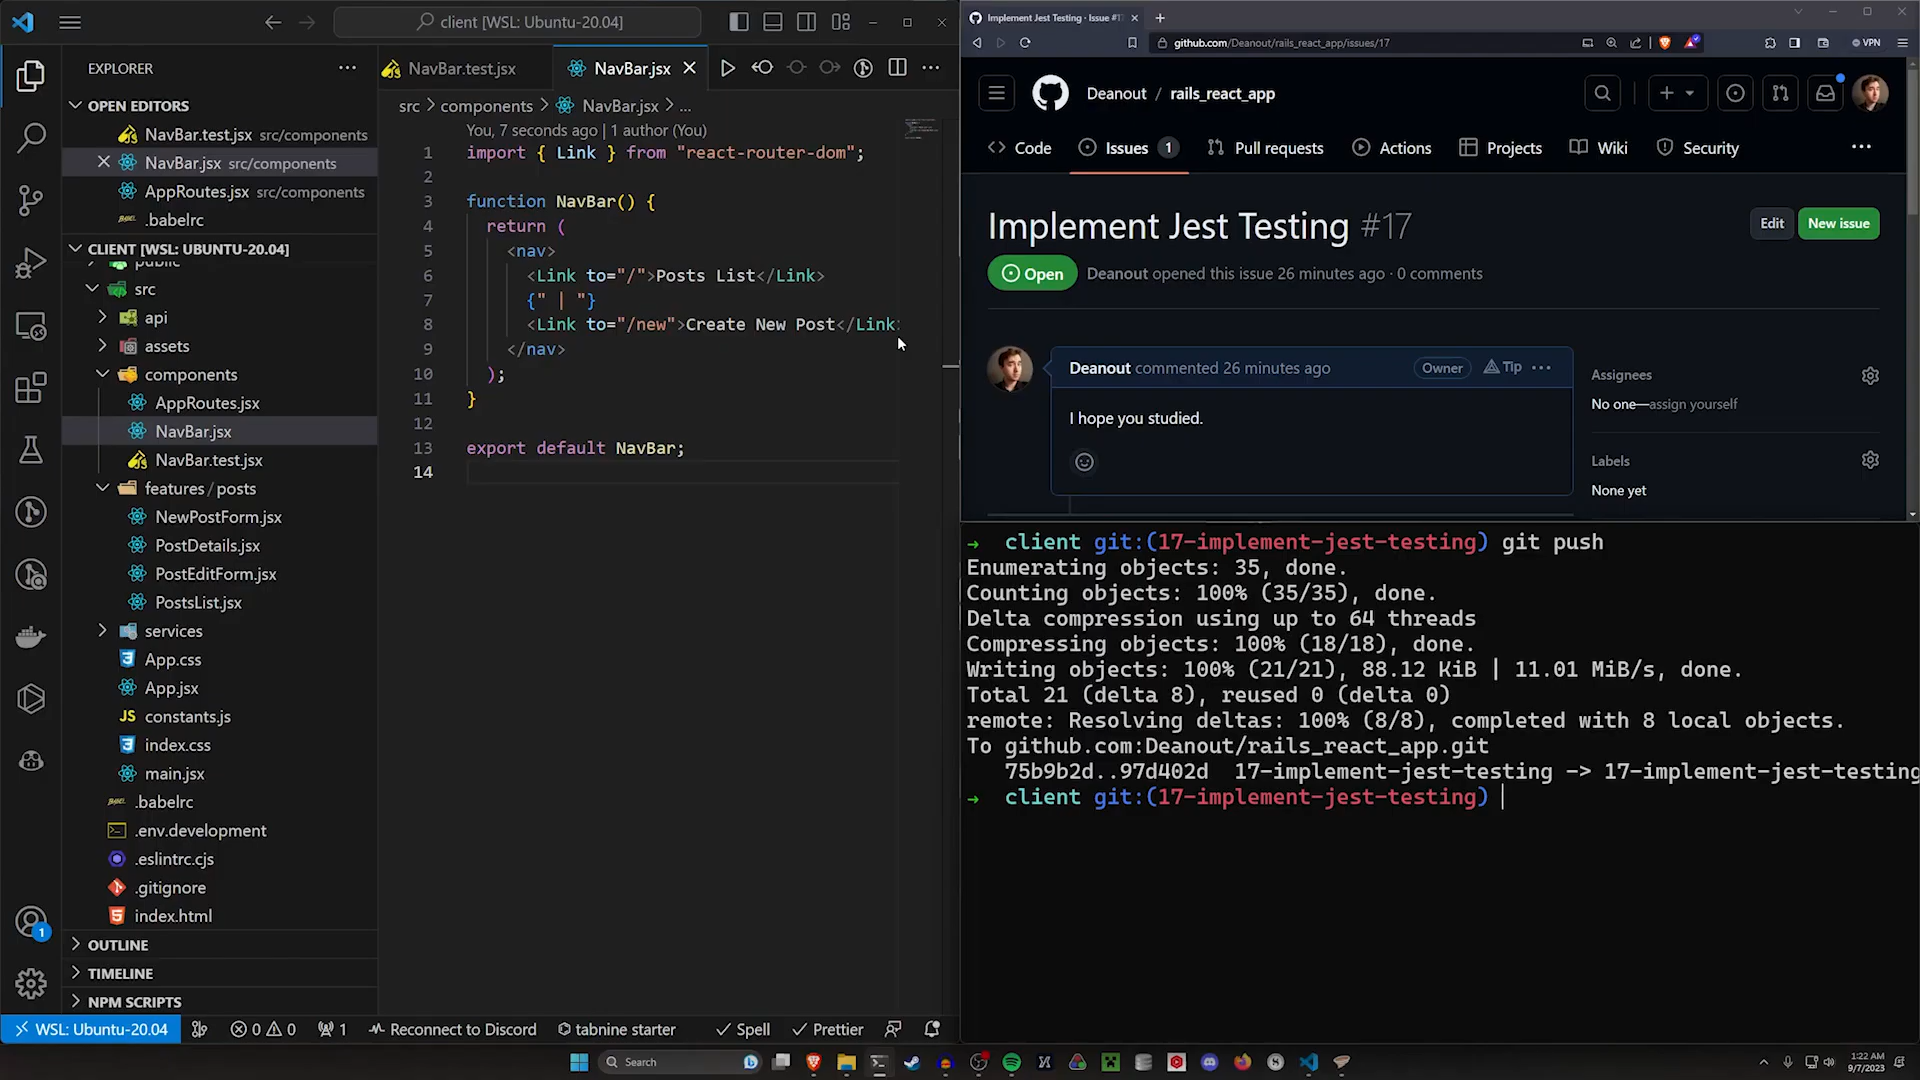 client [WSL: Ubuntu-20.04]
EXPLORER
OPEN EDITORS
NavBar.test.jsx src/components
NavBar.jsx src/components
AppRoutes.jsx src/components
.babelrc
CLIENT [WSL: UBUNTU-20.04]
public
src
api
assets
components
AppRoutes.jsx
NavBar.jsx
NavBar.test.jsx
features/posts
NewPostForm.jsx
PostDetails.jsx
PostEditForm.jsx
PostsList.jsx
services
App.css
App.jsx
JS constants.js
index.css
main.jsx
.babelrc
.env.development
.eslintrc.cjs
.gitignore
index.html
OUTLINE
TIMELINE
NPM SCRIPTS
NavBar.test.jsx
NavBar.jsx
src > components > NavBar.jsx > ...
You, 7 seconds ago | 1 author (You)
1 import { Link } from "react-router-dom";
2
3 function NavBar() {
4 return (
5 <nav>
6 <Link to="/">Posts List</Link>
7 {" | "}
8 <Link to="/new">Create New Post</Link
9 </nav>
10 );
11 }
12
13 export default NavBar;
14
WSL: Ubuntu-20.04
0 0
1
Reconnect to Discord
tabnine starter
Spell
Prettier
Implement Jest Testing · Issue #17
github.com/Deanout/rails_react_app/issues/17
VPN
Deanout / rails_react_app
Code
Issues 1
Pull requests
Actions
Projects
Wiki
Security
Implement Jest Testing #17
Edit
New issue
Open
Deanout opened this issue 26 minutes ago · 0 comments
Deanout commented 26 minutes ago
Owner
Tip
I hope you studied.
Assignees
No one—assign yourself
Labels
None yet
→ client git:(17-implement-jest-testing) git push
Enumerating objects: 35, done.
Counting objects: 100% (35/35), done.
Delta compression using up to 64 threads
Compressing objects: 100% (18/18), done.
Writing objects: 100% (21/21), 88.12 KiB | 11.01 MiB/s, done.
Total 21 (delta 8), reused 0 (delta 0)
remote: Resolving deltas: 100% (8/8), completed with 8 local objects.
To github.com:Deanout/rails_react_app.git
75b9b2d..97d402d 17-implement-jest-testing -> 17-implement-jest-testing
→ client git:(17-implement-jest-testing)
Search
1:22 AM
9/7/2023